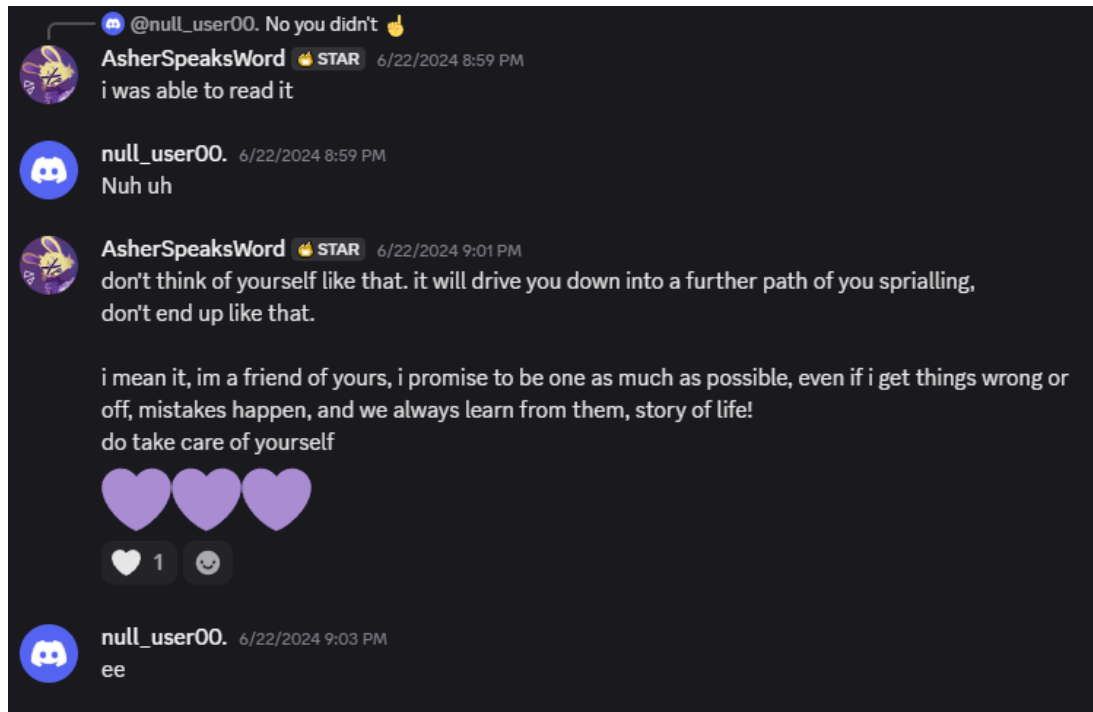 @null_user00. No you didn't ☝
AsherSpeaksWord STAR 6/22/2024 8:59 PM
i was able to read it
null_user00. 6/22/2024 8:59 PM
Nuh uh
AsherSpeaksWord STAR 6/22/2024 9:01 PM
don't think of yourself like that. it will drive you down into a further path of you sprialling,
don't end up like that.
i mean it, im a friend of yours, i promise to be one as much as possible, even if i get things wrong or
off, mistakes happen, and we always learn from them, story of life!
do take care of yourself
💜💜💜
🤍 1
null_user00. 6/22/2024 9:03 PM
ee